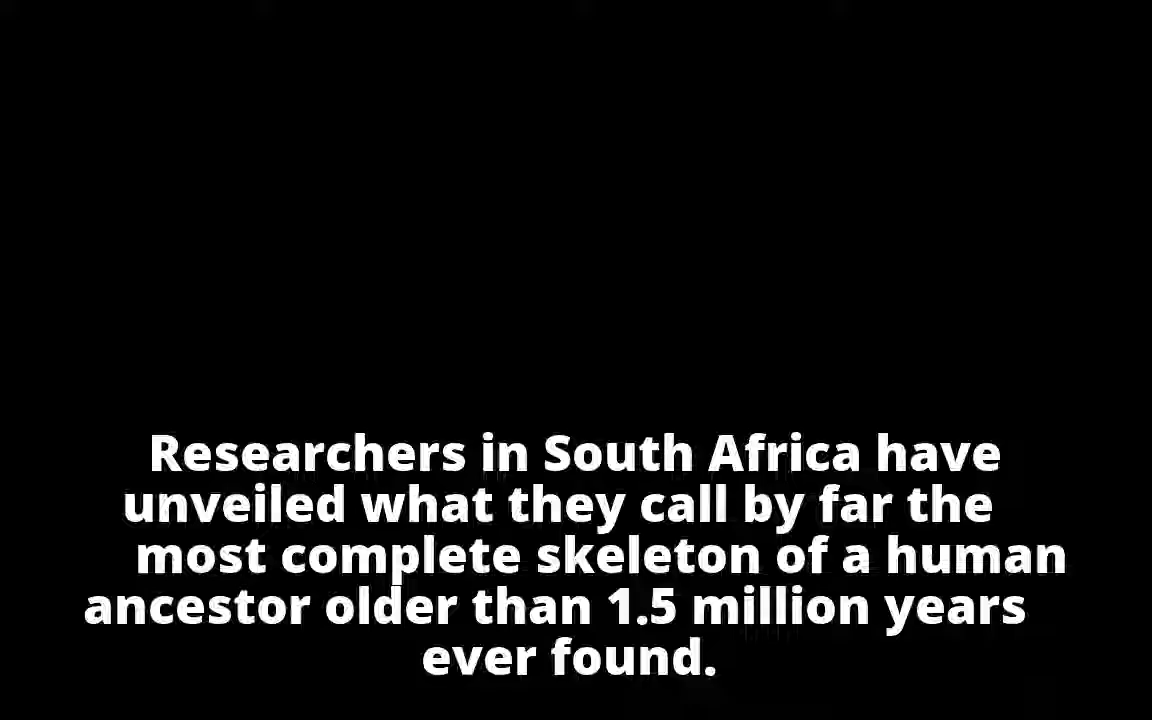 Researchers in South Africa have
unveiled what they call by far the
most complete skeleton of a human
ancestor older than 1.5 million years
ever found.